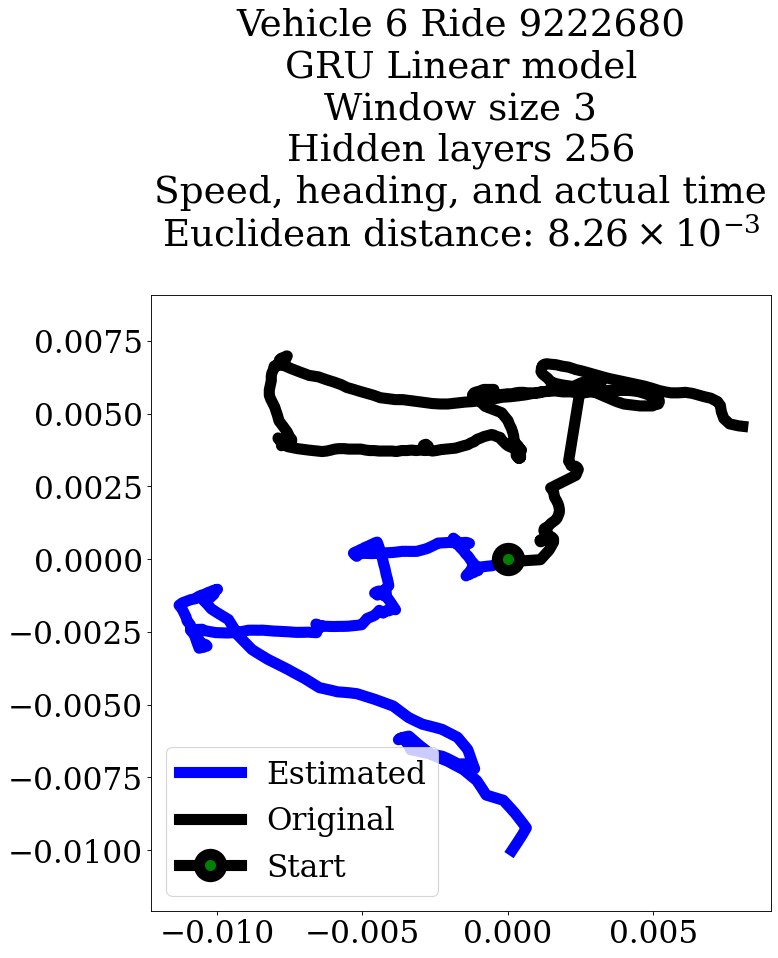 Vehicle 6 Ride 9222680
GRU Linear model
Window size 3
Hidden layers 256
Speed, heading, and actual time
Euclidean distance: 8.26 × 10⁻³
0.0075
0.0050
0.0025
0.0000
−0.0025
−0.0050
−0.0075
−0.0100
Estimated
Original
Start
−0.010 −0.005 0.000 0.005